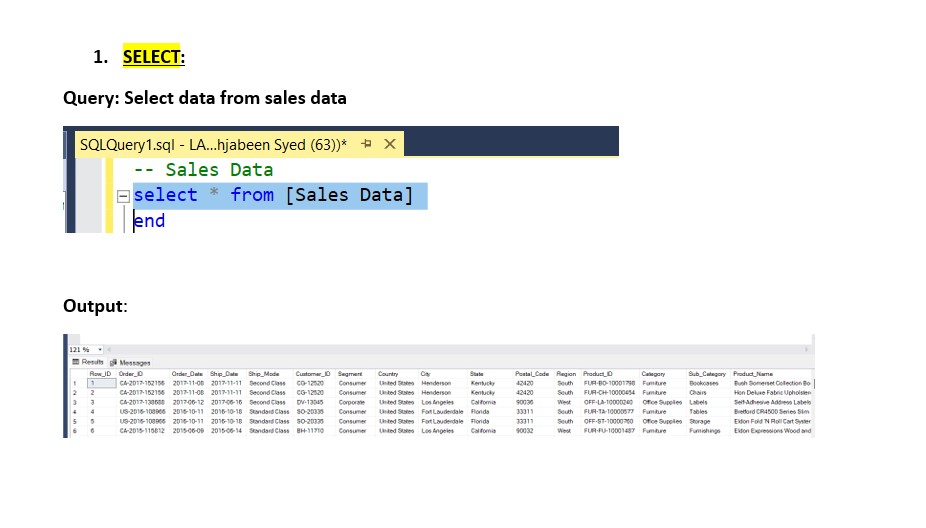 1. SELECT:
Query: Select data from sales data
SQLQuery1.sql - LA...hjabeen Syed (63))*
-- Sales Data
select * from [Sales Data]
end
Output:
121 %
Results Messages
Row_ID Order_ID Order_Date Ship_Date Ship_Mode Customer_ID Segment Country City State Postal_Code Region Product_ID Category Sub_Category Product_Name
1 1 CA-2017-152156 2017-11-08 2017-11-11 Second Class CG-12520 Consumer United States Henderson Kentucky 42420 South FUR-BO-10001798 Furniture Bookcases Bush Somerset Collection Bo
2 2 CA-2017-152156 2017-11-08 2017-11-11 Second Class CG-12520 Consumer United States Henderson Kentucky 42420 South FUR-CH-10000454 Furniture Chairs Hon Deluxe Fabric Upholsten
3 3 CA-2017-138688 2017-06-12 2017-06-16 Second Class DV-13045 Corporate United States Los Angeles California 90036 West OFF-LA-10000240 Office Supplies Labels Self-Adhesive Address Labels
4 4 US-2016-108966 2016-10-11 2016-10-18 Standard Class SO-20335 Consumer United States Fort Lauderdale Florida 33311 South FUR-TA-10000577 Furniture Tables Bretford CR4500 Series Slim
5 5 US-2016-108966 2016-10-11 2016-10-18 Standard Class SO-20335 Consumer United States Fort Lauderdale Florida 33311 South OFF-ST-10000760 Office Supplies Storage Eldon Fold 'N Roll Cart Syster
6 6 CA-2015-115812 2015-06-09 2015-06-14 Standard Class BH-11710 Consumer United States Los Angeles California 90032 West FUR-FU-10001487 Furniture Furnishings Eldon Expressions Wood and